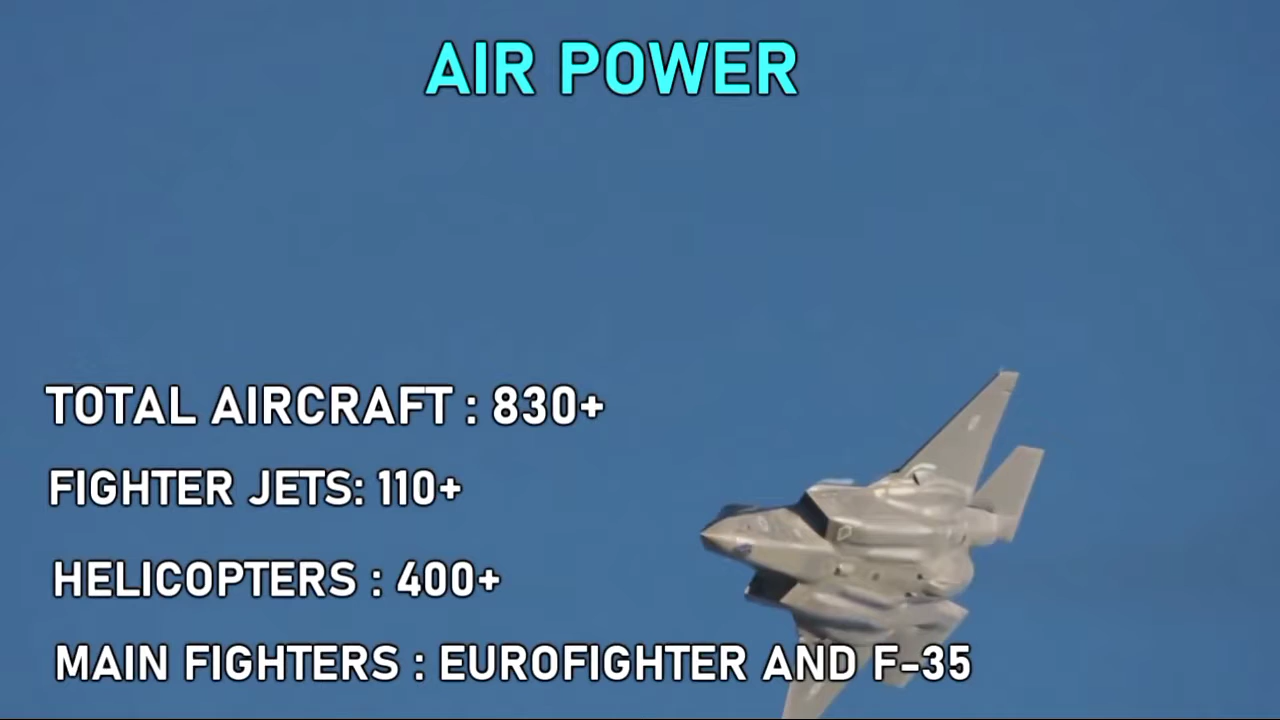 AIR POWER
TOTAL AIRCRAFT : 830+
FIGHTER JETS: 110+
HELICOPTERS : 400+
MAIN FIGHTERS : EUROFIGHTER AND F-35